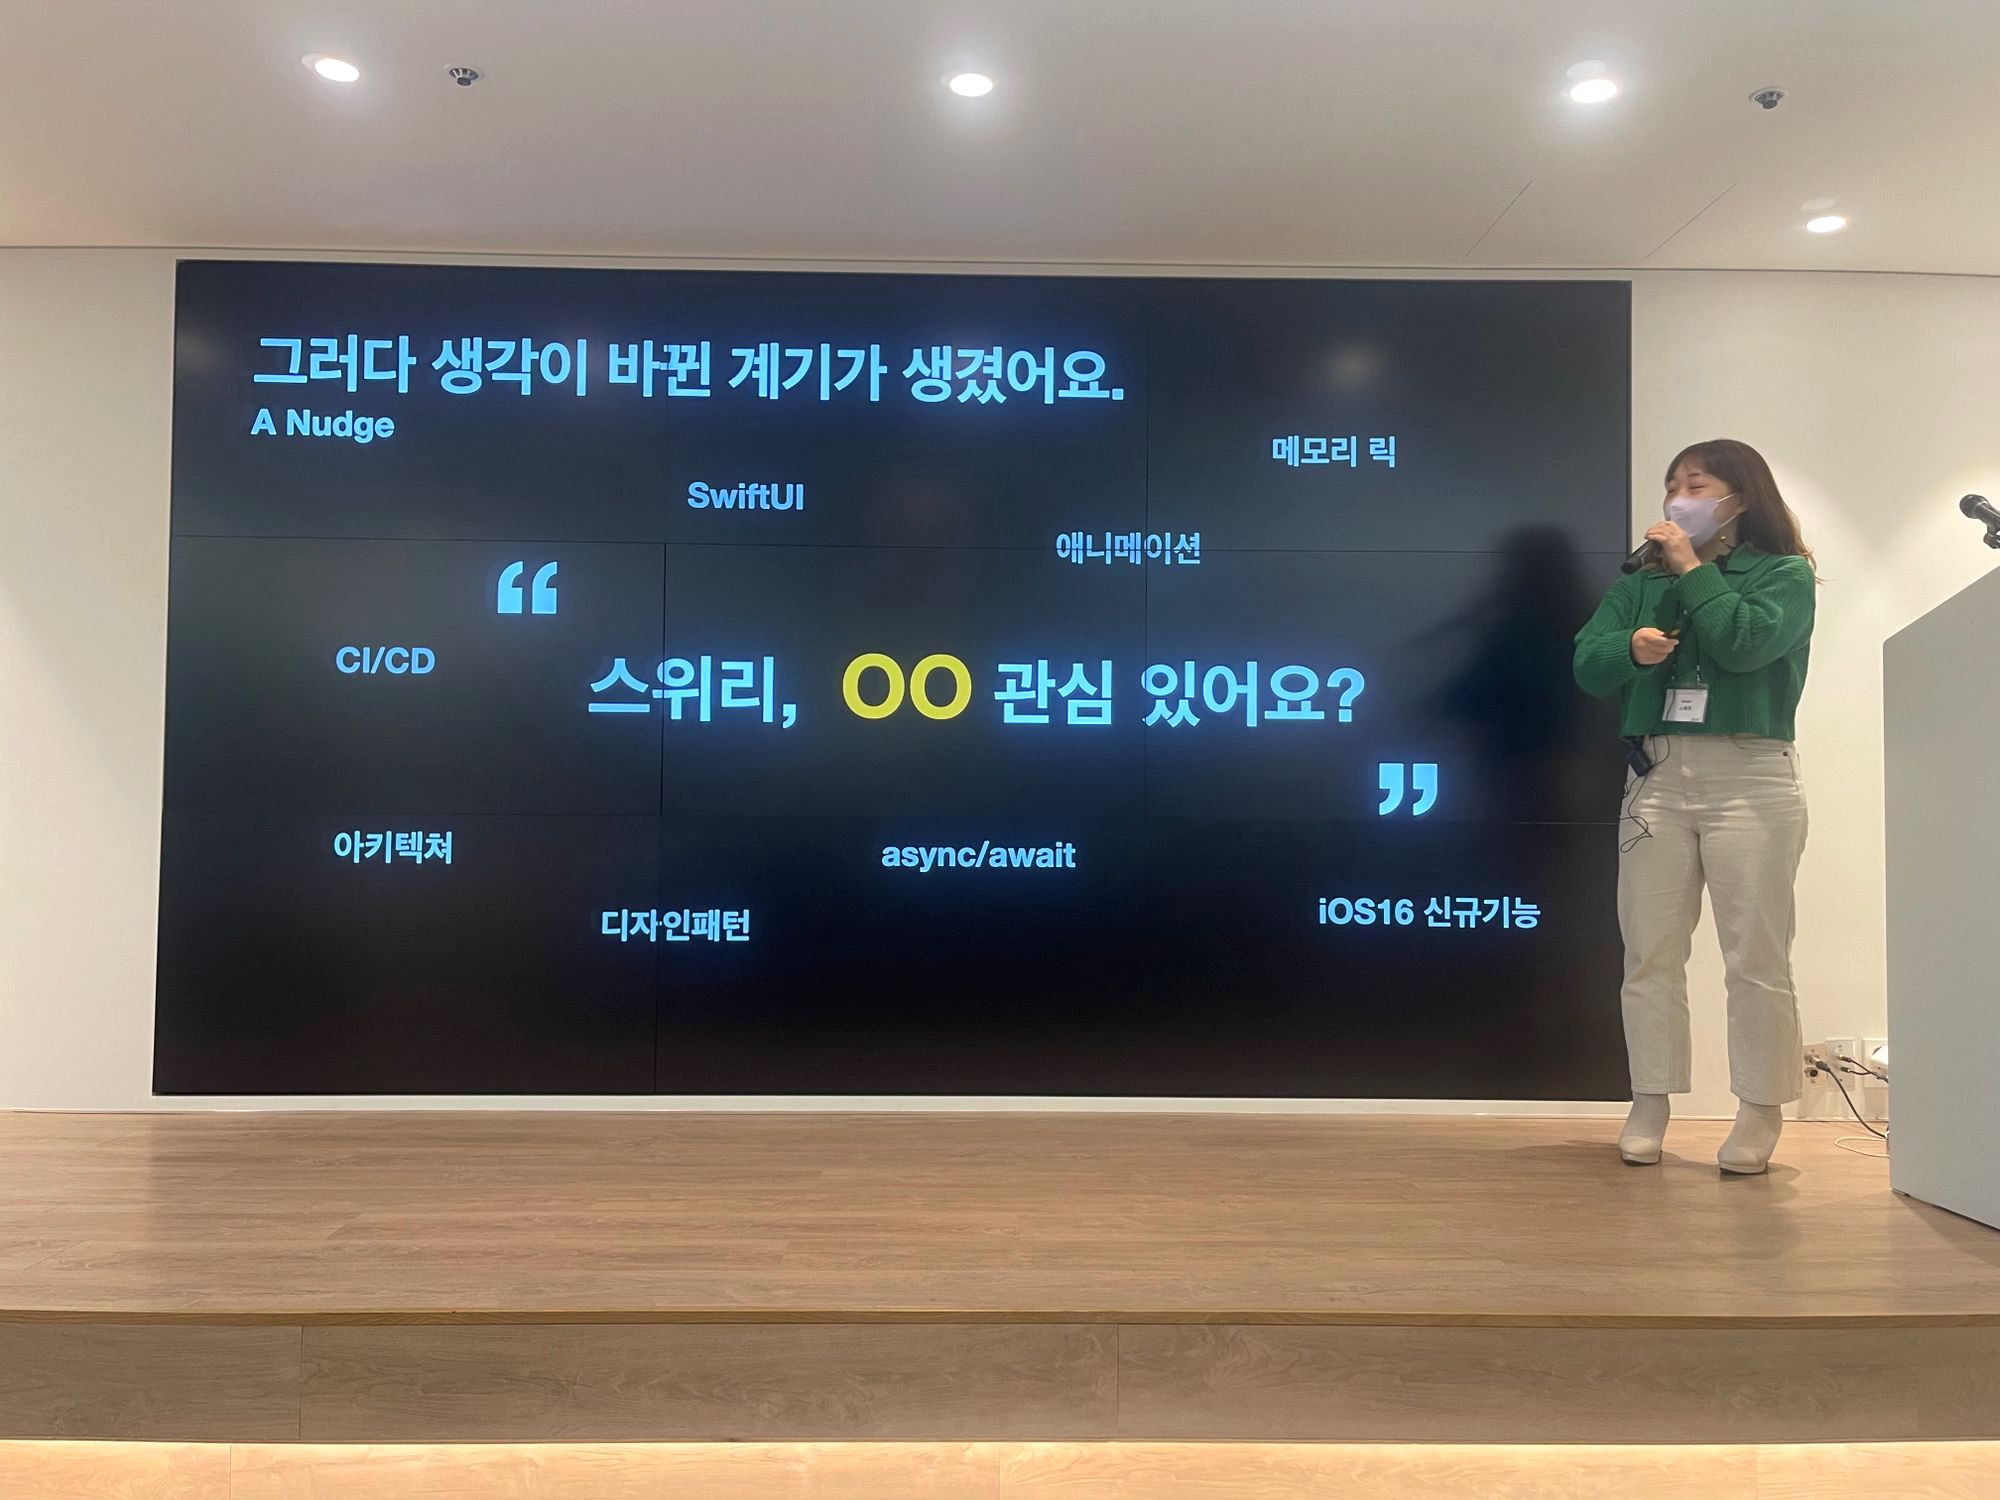 그러다 생각이 바뀐 계기가 생겼어요.
A Nudge
메모리 릭
SwiftUI
애니메이션
“
CI/CD
스위리, OO 관심 있어요?
”
아키텍쳐
async/await
iOS16 신규기능
디자인패턴